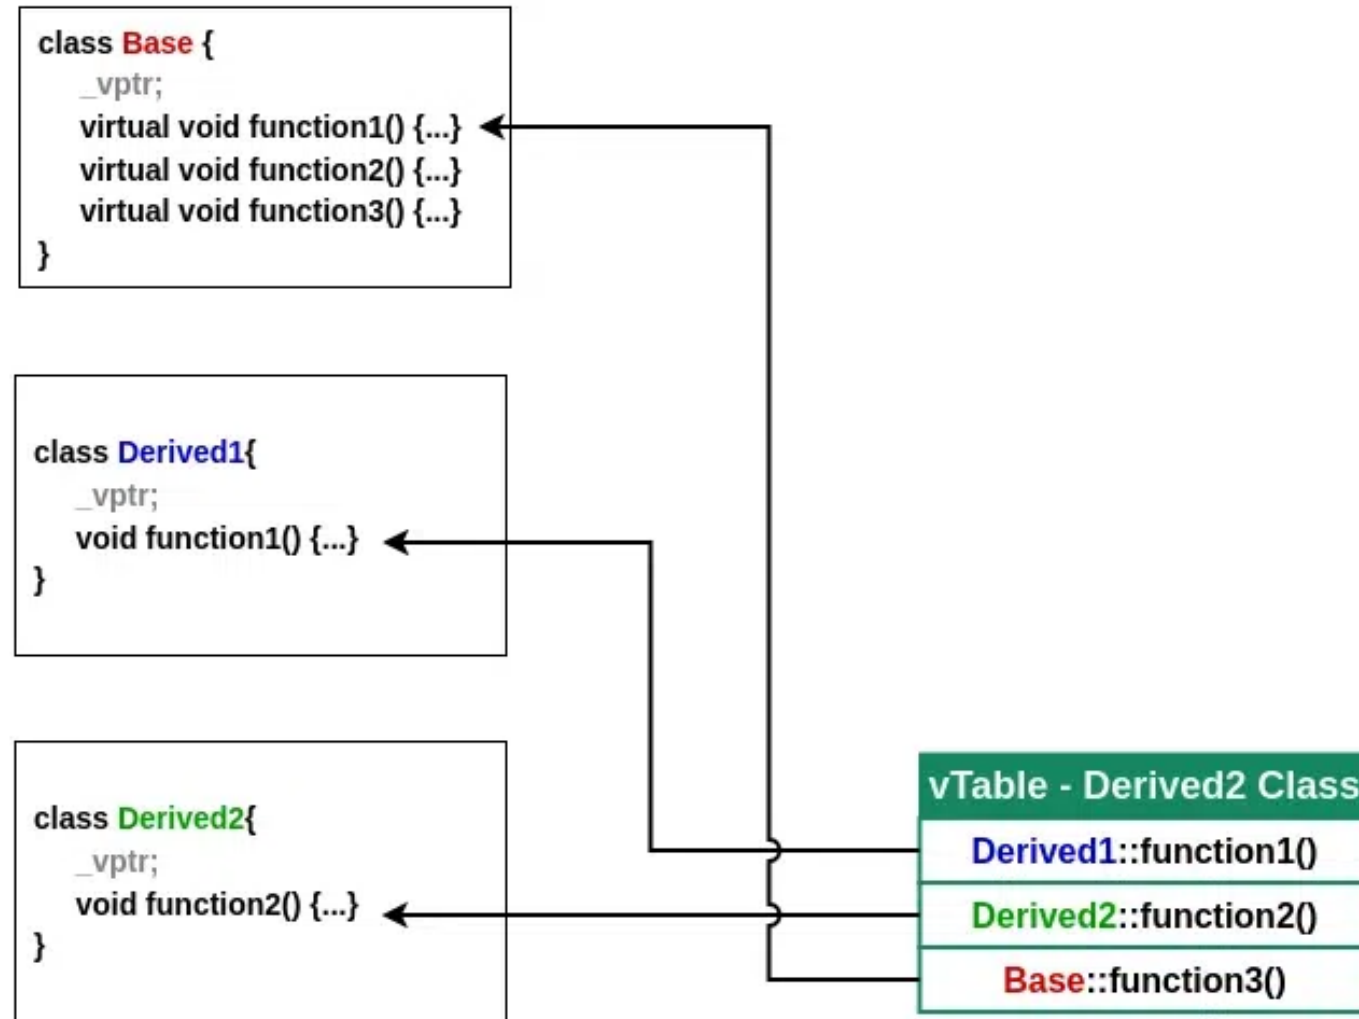 class Base {
_vptr;
virtual void function1() {...}
virtual void function2() {...}
virtual void function3() {...}
}
class Derived1{
_vptr;
void function1() {...}
}
class Derived2{
_vptr;
void function2() {...}
}
vTable - Derived2 Class
Derived1::function1()
Derived2::function2()
Base::function3()